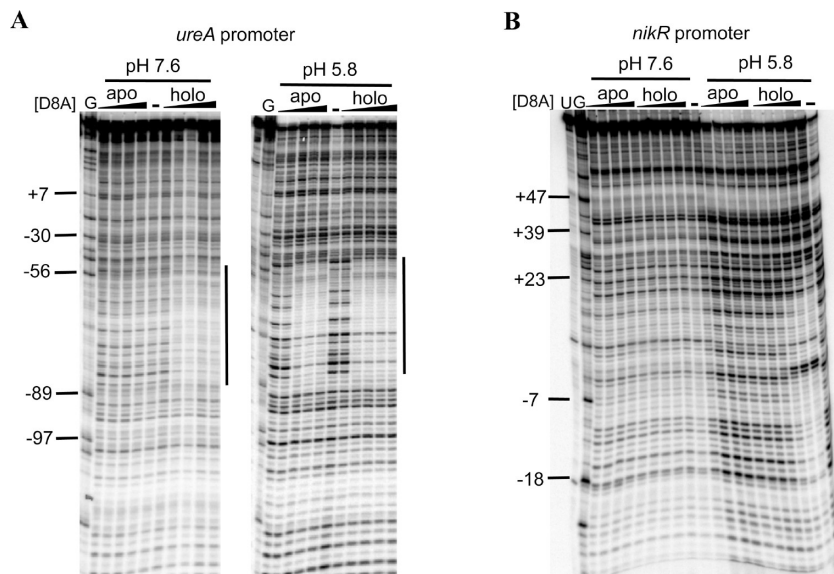 A
ureA promoter
pH 7.6
pH 5.8
[D8A] G apo - holo
G apo - holo
+7
-30
-56
-89
-97
B
nikR promoter
pH 7.6 pH 5.8
[D8A] U G apo holo - apo holo -
+47
+39
+23
-7
-18